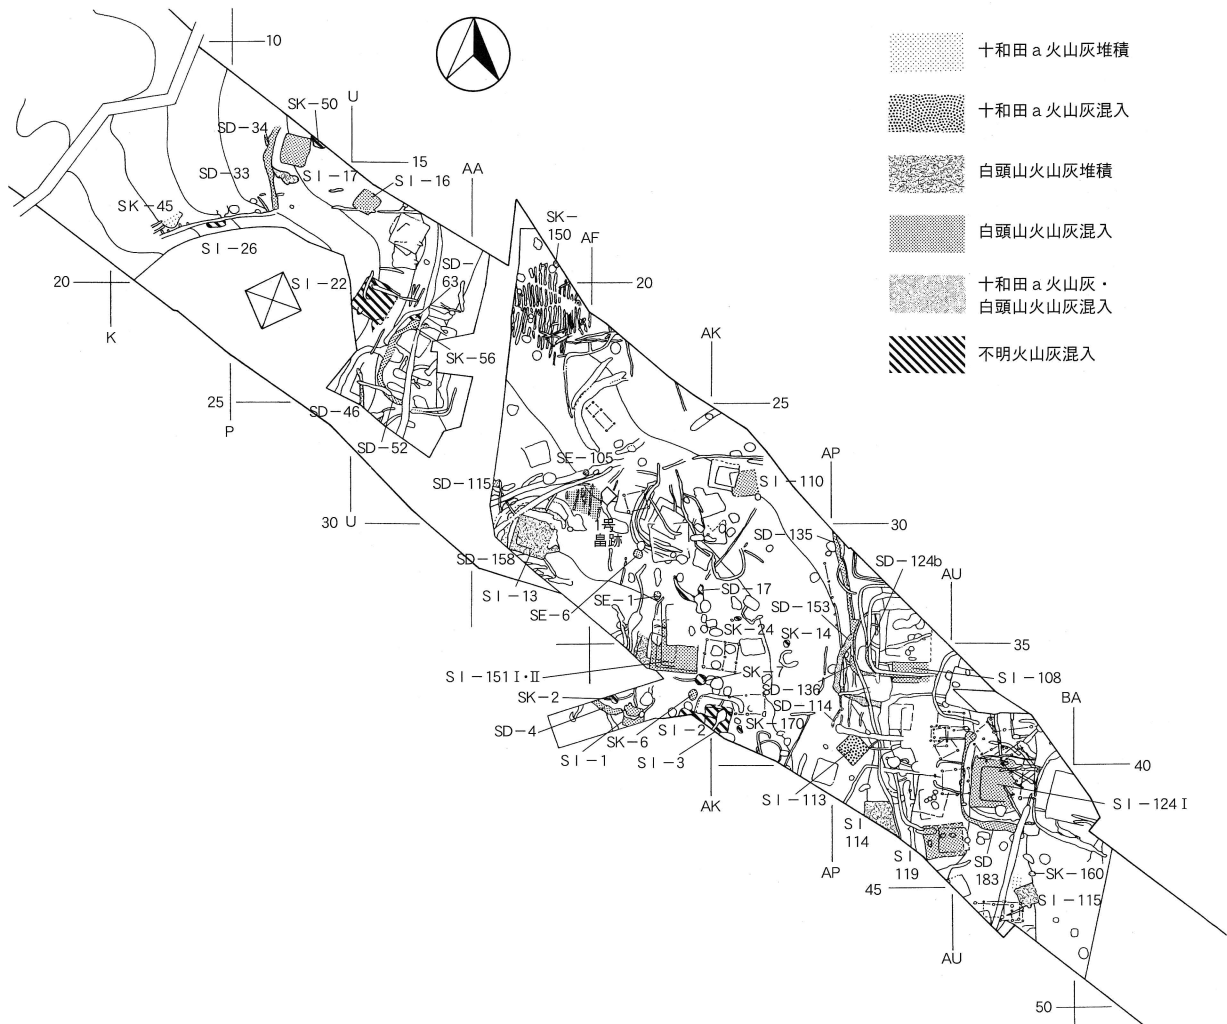 十和田a火山灰堆積
十和田a火山灰混入
白頭山火山灰堆積
白頭山火山灰混入
十和田a火山灰・
白頭山火山灰混入
不明火山灰混入
10
SK-50
U
SD-34
15
AA
SI-17
SI-16
SD-33
SK-45
SI-26
SK-
150
AF
20
SI-22
SD-
63
20
K
AK
SK-56
25
25
SD-46
P
SD-52
AP
SE-105
SD-115
SI-110
30
U
1号
畠跡
30
SD-135
SD-158
SD-124b
AU
SI-13
SE-6
SE-1
SD-17
SD-153
SK-24
SK-14
35
SI-151Ⅰ・Ⅱ
SK-7
SI-108
SK-2
SD-136
BA
SD-4
SD-114
SI-2
SK-170
SK-6
SI-1
SI-3
40
AK
SI-113
SI-124Ⅰ
SI
114
SI
119
SD
183
AP
SK-160
45
SI-115
AU
50